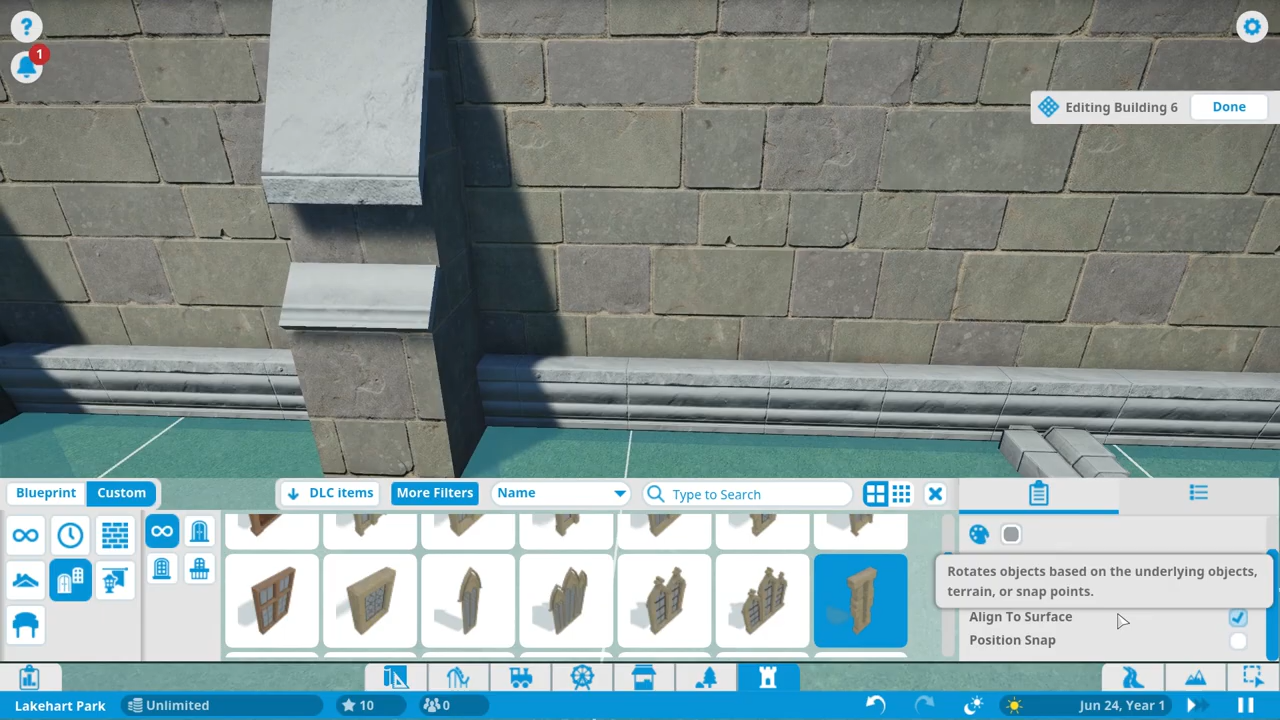 ?
1
Editing Building 6
Done
Blueprint
Custom
DLC items
More Filters
Name
Type to Search
Rotates objects based on the underlying objects,
terrain, or snap points.
Align To Surface
Position Snap
Lakehart Park
Unlimited
10
0
Jun 24, Year 1